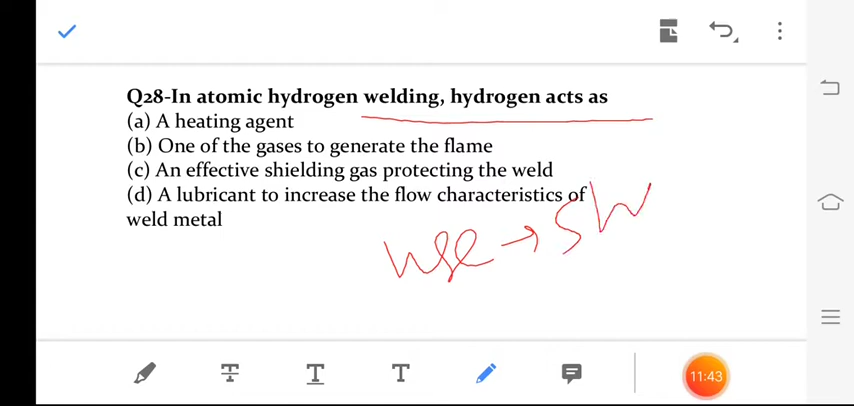 Q28-In atomic hydrogen welding, hydrogen acts as
(a) A heating agent
(b) One of the gases to generate the flame
(c) An effective shielding gas protecting the weld
(d) A lubricant to increase the flow characteristics of
weld metal
→ SW
T T T
11:43